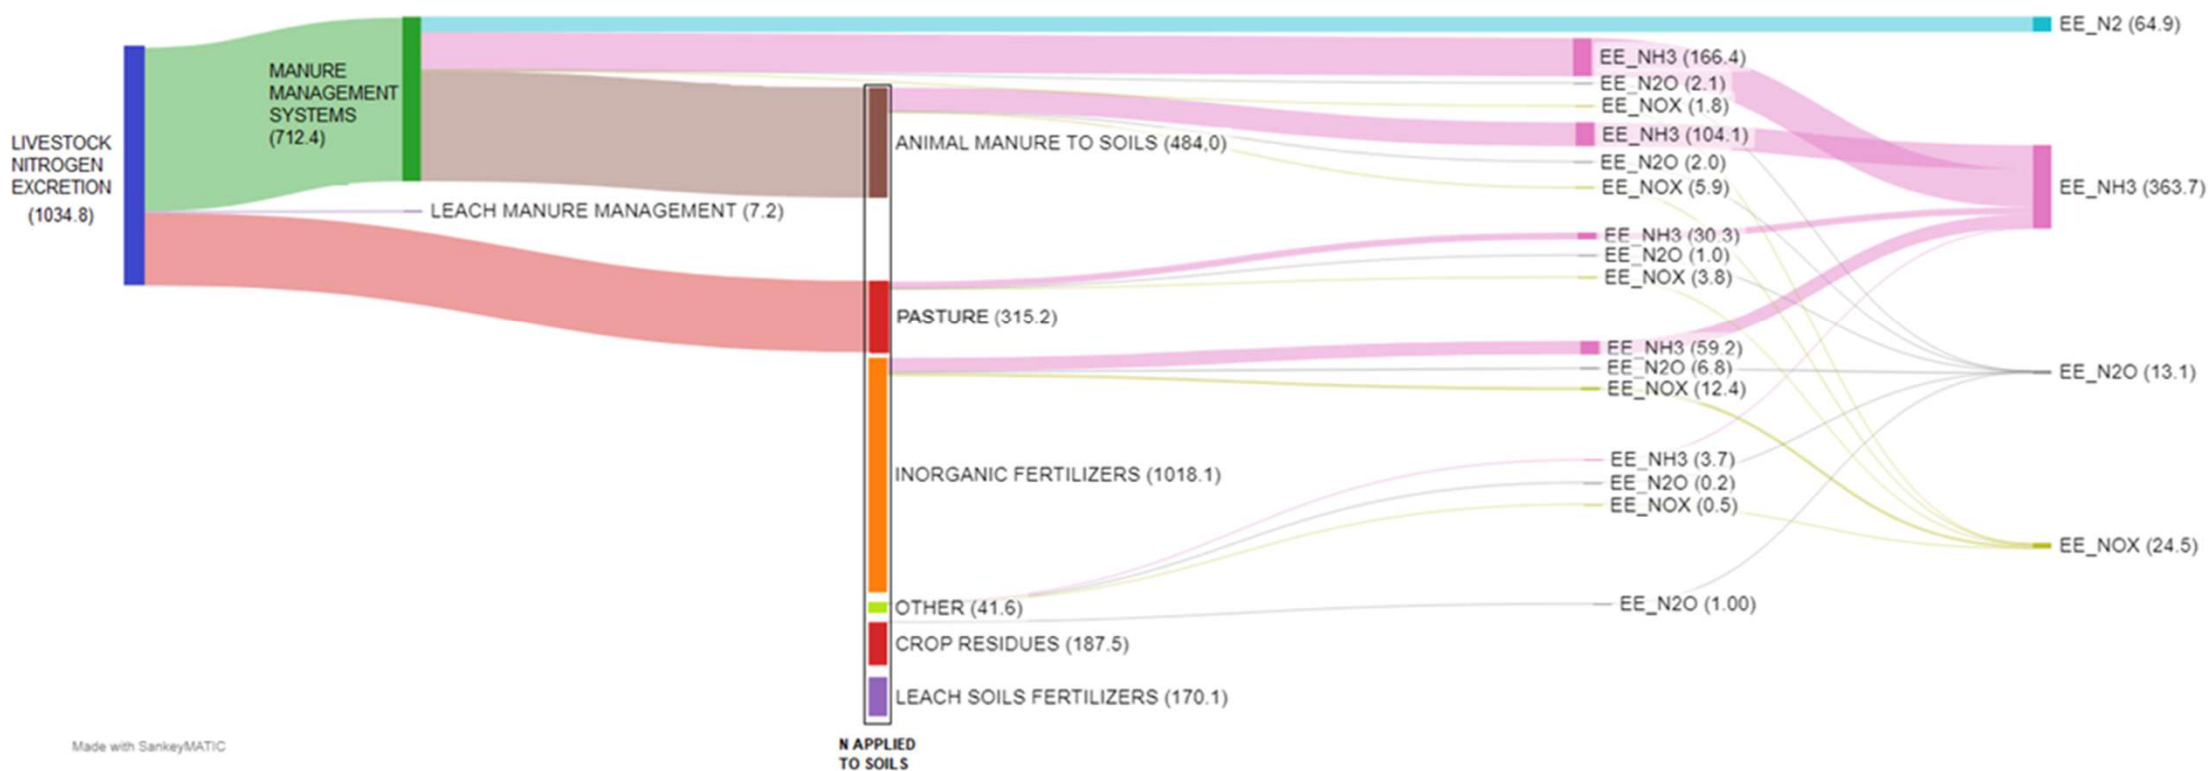 LIVESTOCK
NITROGEN
EXCRETION
(1034.8)
MANURE
MANAGEMENT
SYSTEMS
(712.4)
LEACH MANURE MANAGEMENT (7.2)
ANIMAL MANURE TO SOILS (484,0)
PASTURE (315.2)
INORGANIC FERTILIZERS (1018.1)
OTHER (41.6)
CROP RESIDUES (187.5)
LEACH SOILS FERTILIZERS (170.1)
N APPLIED
TO SOILS
EE_NH3 (166.4)
EE_N2O (2.1)
EE_NOX (1.8)
EE_NH3 (104.1)
EE_N2O (2.0)
EE_NOX (5.9)
EE_NH3 (30.3)
EE_N2O (1.0)
EE_NOX (3.8)
EE_NH3 (59.2)
EE_N2O (6.8)
EE_NOX (12.4)
EE_NH3 (3.7)
EE_N2O (0.2)
EE_NOX (0.5)
EE_N2O (1.00)
EE_N2 (64.9)
EE_NH3 (363.7)
EE_N2O (13.1)
EE_NOX (24.5)
Made with SankeyMATIC